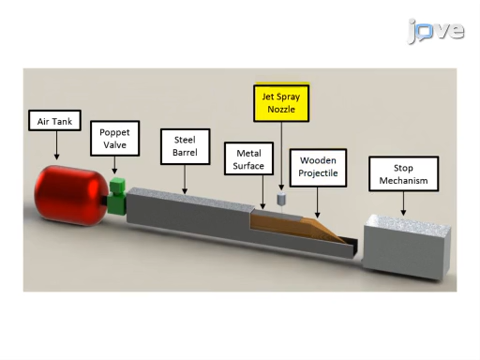 jove
Jet Spray
Nozzle
Air Tank
Poppet
Valve
Steel
Barrel
Metal
Surface
Wooden
Projectile
Stop
Mechanism